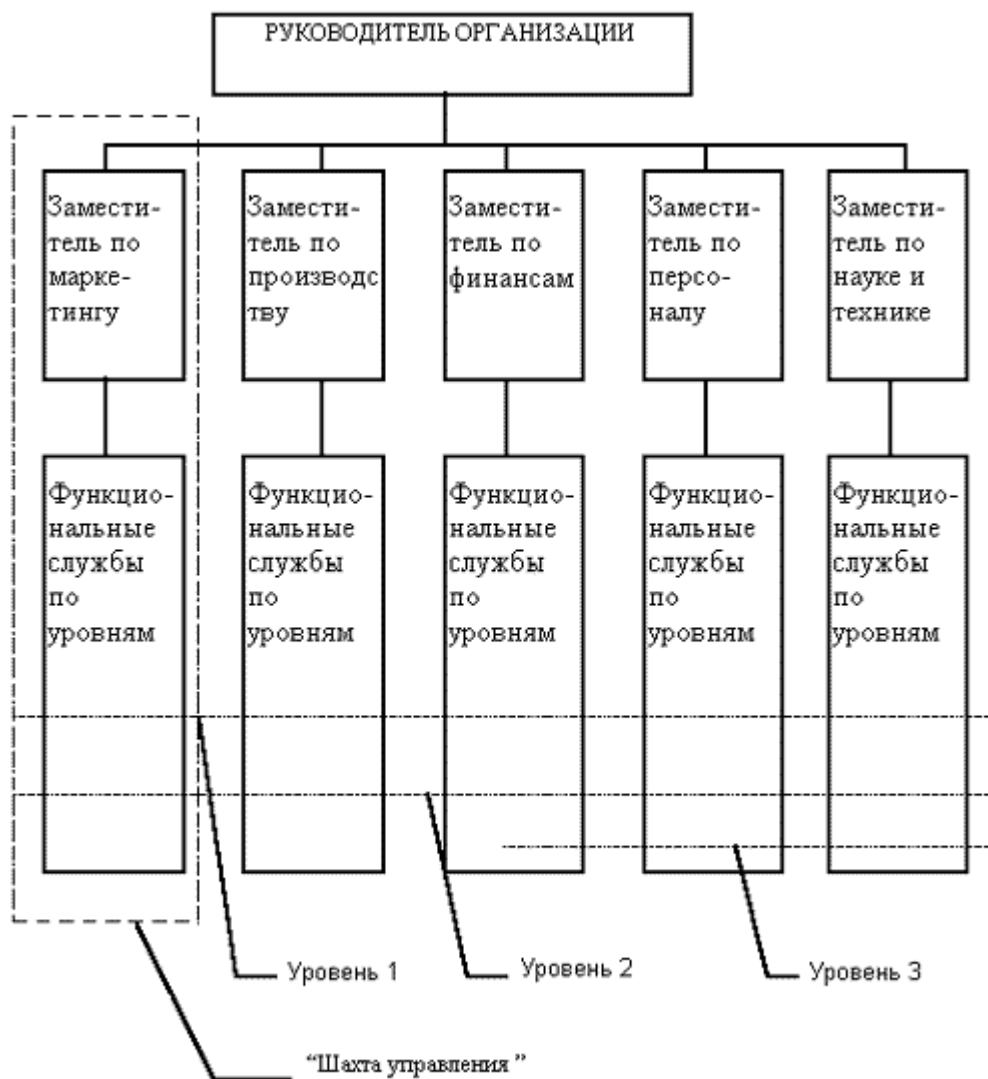 РУКОВОДИТЕЛЬ ОРГАНИЗАЦИИ
Замести-
тель по
марке-
тингу
Замести-
тель по
производс
тву
Замести-
тель по
финансам
Замести-
тель по
персо-
налу
Замести-
тель по
науке и
технике
Функцио-
нальные
службы
по
уровням
Функцио-
нальные
службы
по
уровням
Функцио-
нальные
службы
по
уровням
Функцио-
нальные
службы
по
уровням
Функцио-
нальные
службы
по
уровням
Уровень 1
Уровень 2
Уровень 3
“Шахта управления ”